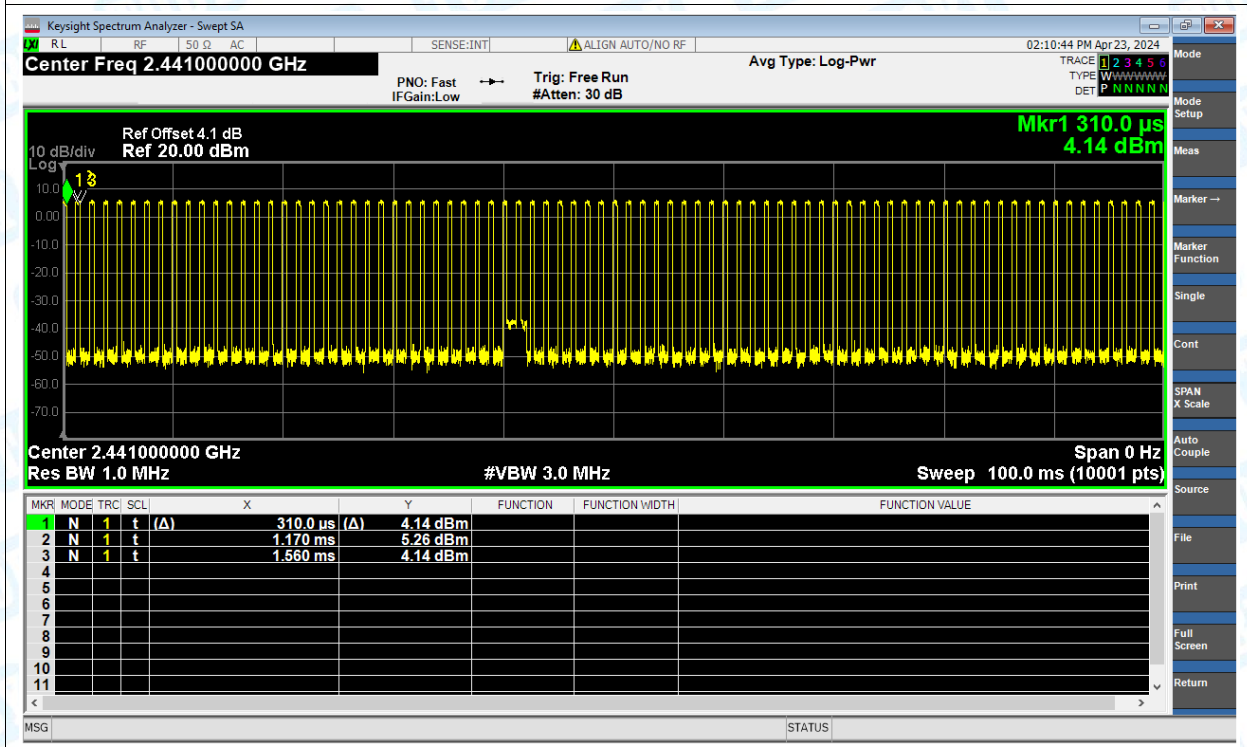 Keysight Spectrum Analyzer - Swept SA
LXI RL RF 50 Ω AC SENSE:INT ALIGN AUTO/NO RF 02:10:44 PM Apr 23, 2024
Center Freq 2.441000000 GHz
PNO: Fast
IFGain:Low
Trig: Free Run
#Atten: 30 dB
Avg Type: Log-Pwr
TRACE 1 2 3 4 5 6
TYPE WWWWWW
DET P N N N N N
Mkr1 310.0 µs
4.14 dBm
Ref Offset 4.1 dB
10 dB/div Ref 20.00 dBm
Log
1 3
10.0
0.00
-10.0
-20.0
-30.0
-40.0
-50.0
-60.0
-70.0
Center 2.441000000 GHz Span 0 Hz
Res BW 1.0 MHz #VBW 3.0 MHz Sweep 100.0 ms (10001 pts)
MKR MODE TRC SCL X Y FUNCTION FUNCTION WIDTH FUNCTION VALUE
1 N 1 t (Δ) 310.0 µs (Δ) 4.14 dBm
2 N 1 t 1.170 ms 5.26 dBm
3 N 1 t 1.560 ms 4.14 dBm
4
5
6
7
8
9
10
11
MSG STATUS
Mode
Mode
Setup
Meas
Marker →
Marker
Function
Single
Cont
SPAN
X Scale
Auto
Couple
Source
File
Print
Full
Screen
Return